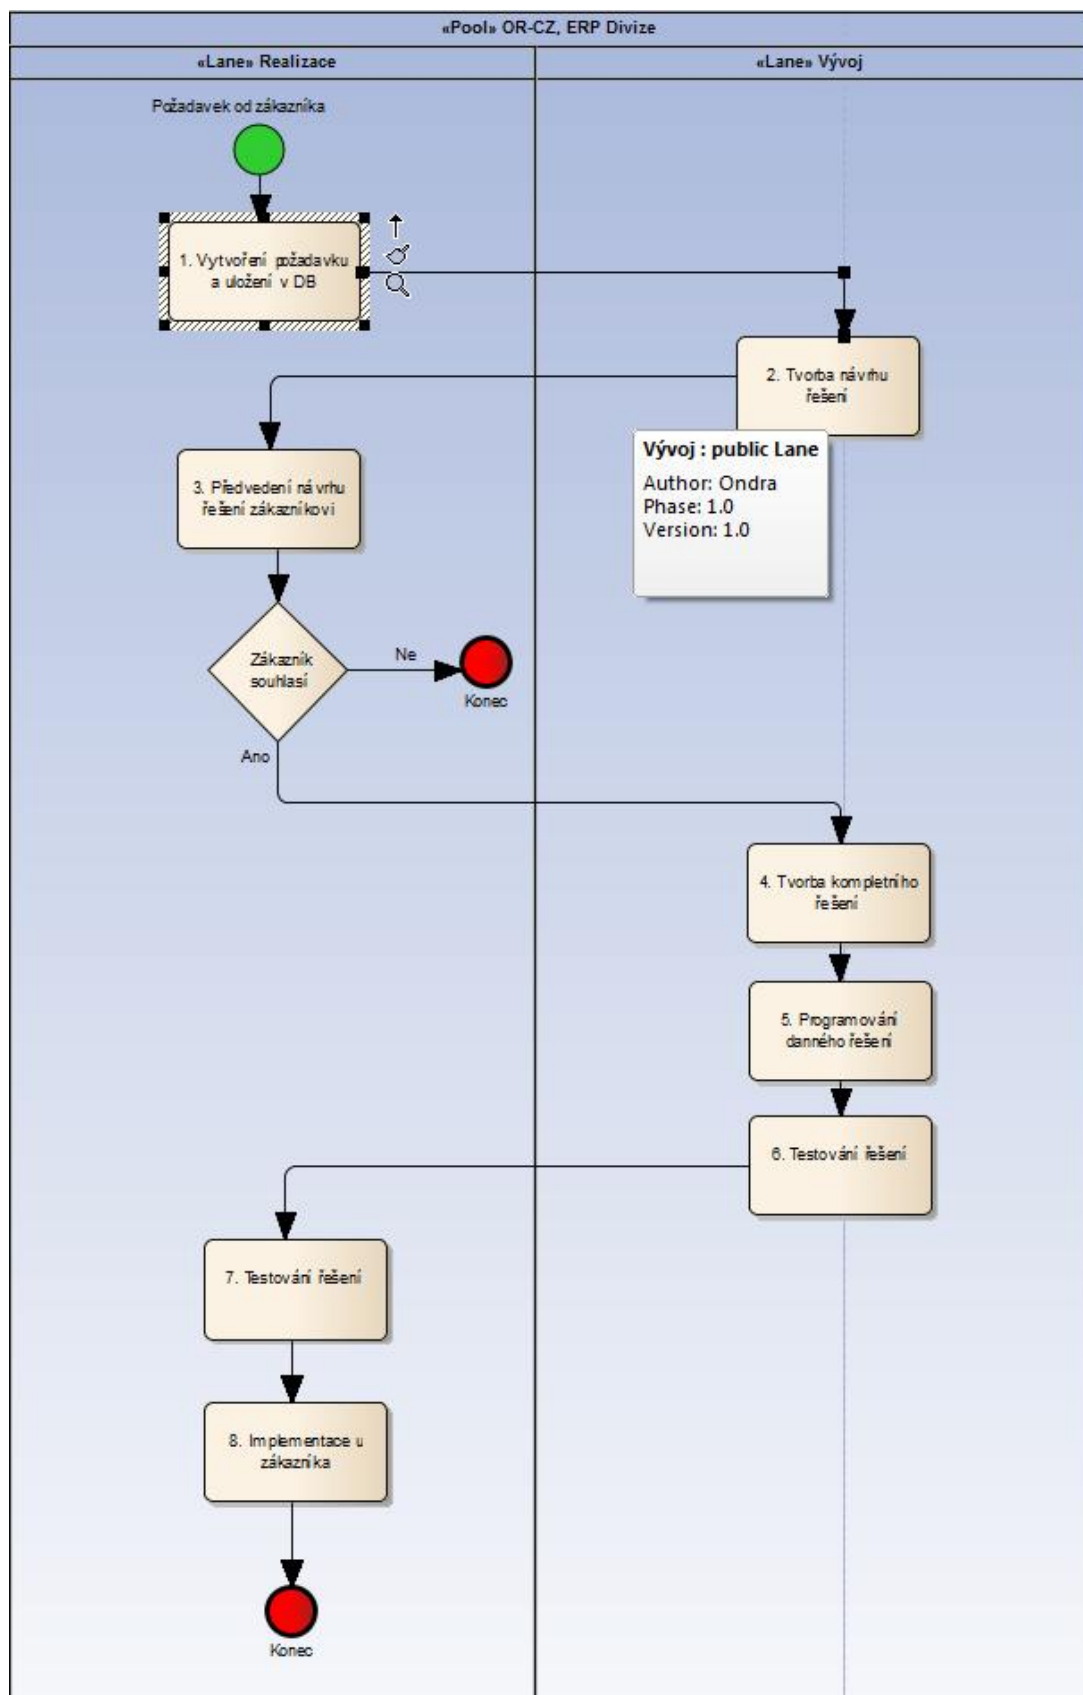 «Pool» OR-CZ, ERP Divize
«Lane» Realizace
«Lane» Vývoj
Požadavek od zákazníka
1. Vytvoření požadavku
a uložení v DB
2. Tvorba návrhu
řešení
Vývoj : public Lane
Author: Ondra
Phase: 1.0
Version: 1.0
3. Předvedení návrhu
řešení zákazníkovi
Zákazník
souhlasí
Ne
Konec
Ano
4. Tvorba kompletního
řešení
5. Programování
danného řešení
6. Testování řešení
7. Testování řešení
8. Implementace u
zákazníka
Konec